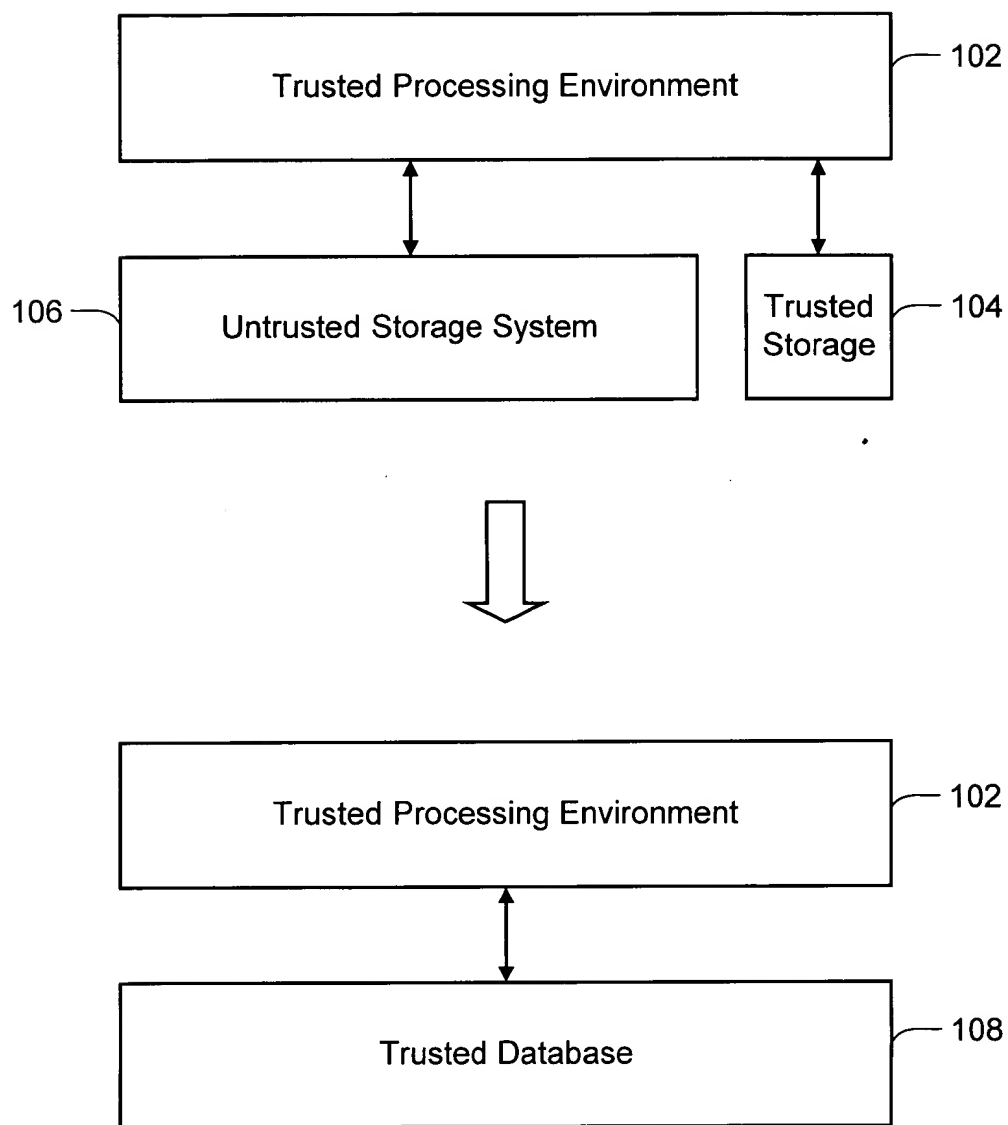 Trusted Processing Environment
102
106
Untrusted Storage System
Trusted
Storage
104
Trusted Processing Environment
102
Trusted Database
108